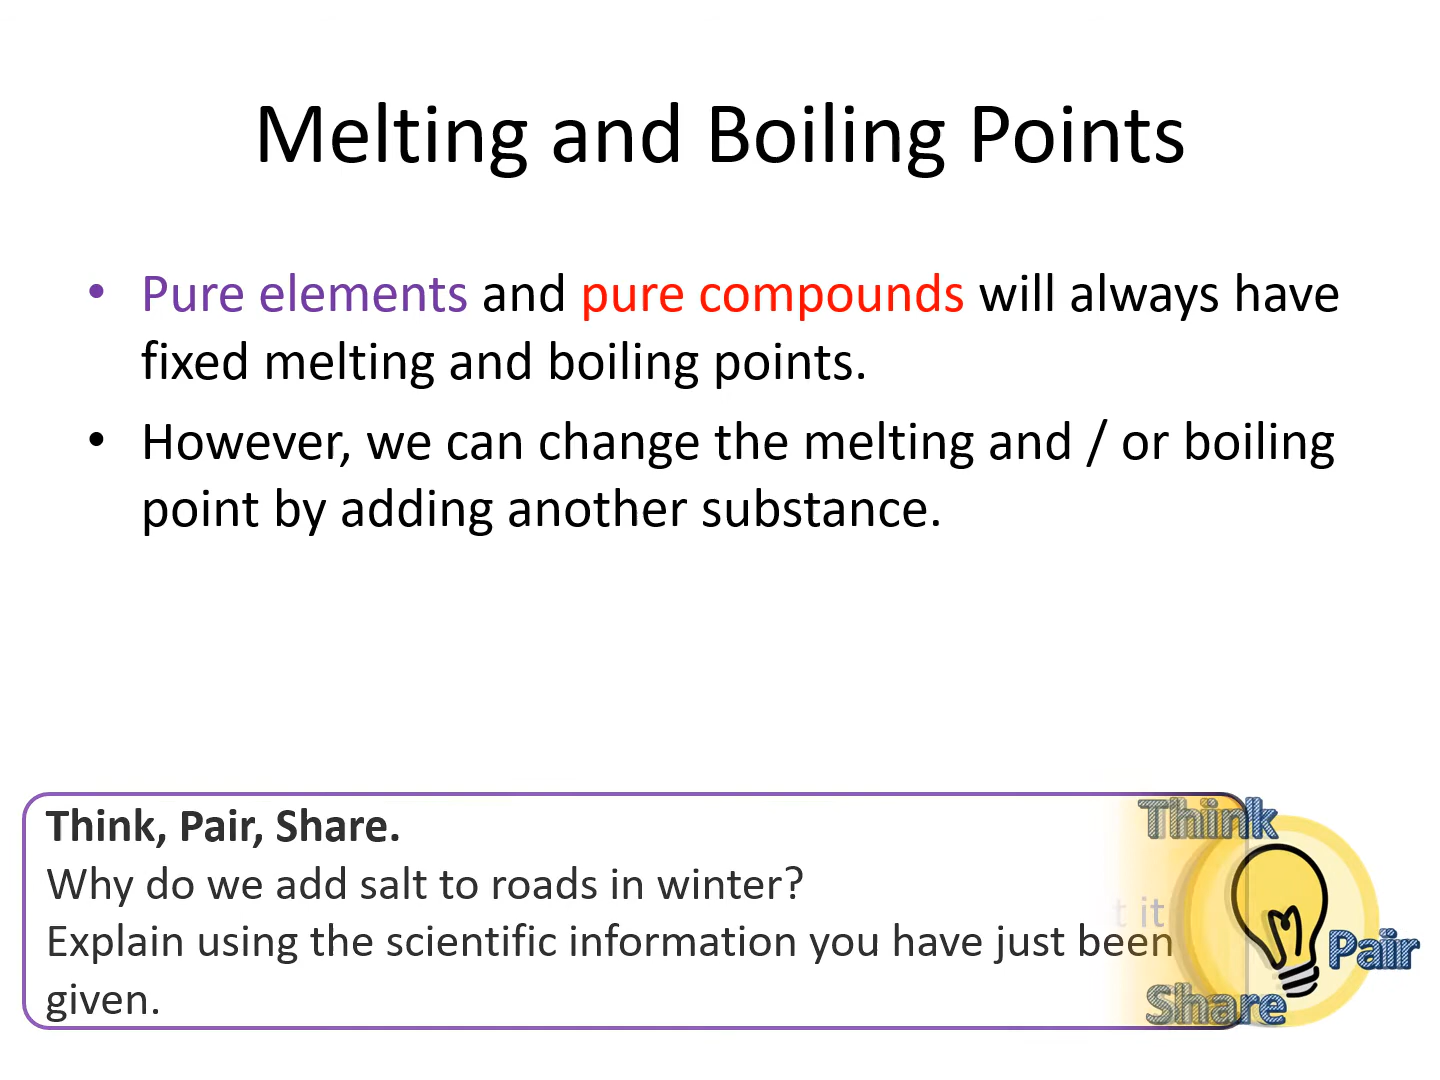 Melting and Boiling Points
• Pure elements and pure compounds will always have
fixed melting and boiling points.
• However, we can change the melting and / or boiling
point by adding another substance.
Think, Pair, Share.
Why do we add salt to roads in winter?
Explain using the scientific information you have just been
given.
it
Think
Pair
Share